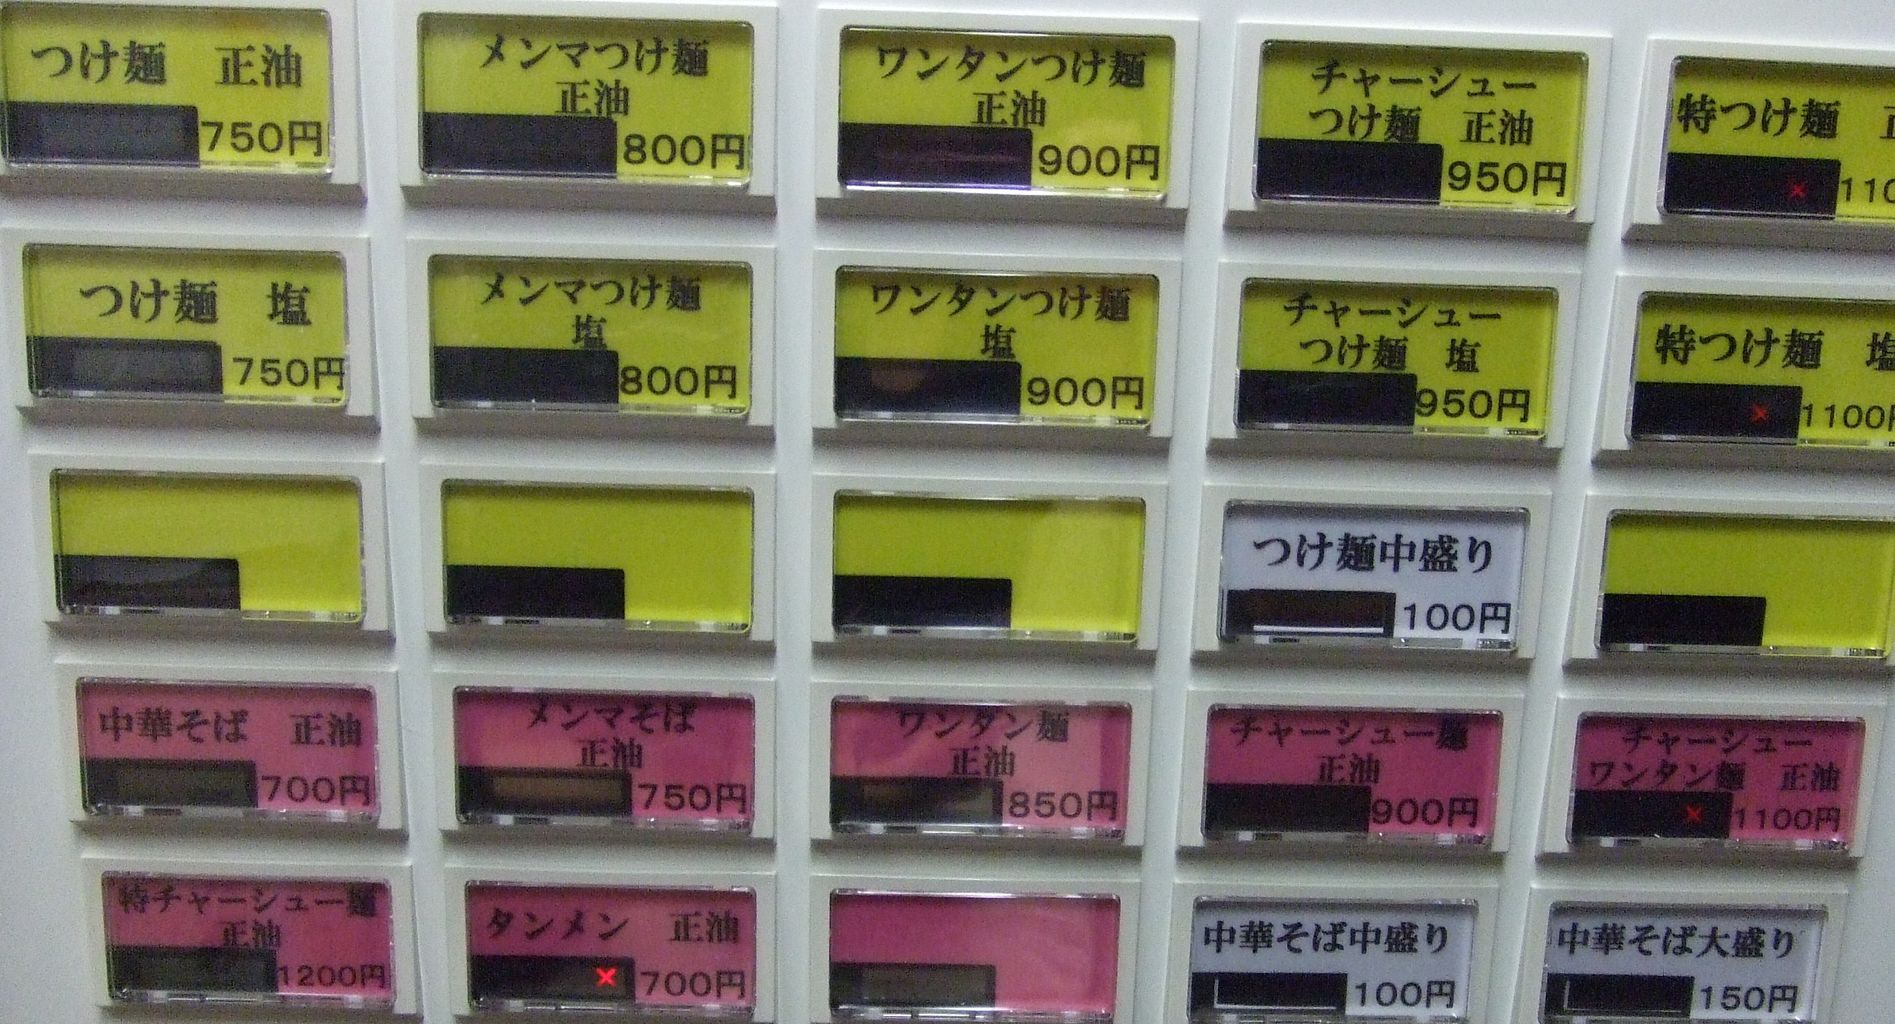 つけ麺 正油
750円
メンマつけ麺
正油
800円
ワンタンつけ麺
正油
900円
チャーシュー
つけ麺 正油
950円
特つけ麺
×
つけ麺 塩
750円
メンマつけ麺
塩
800円
ワンタンつけ麺
塩
900円
チャーシュー
つけ麺 塩
950円
特つけ麺 塩
× 1100円
つけ麺中盛り
100円
中華そば 正油
700円
メンマそば
正油
750円
ワンタン麺
正油
850円
チャーシュー麺
正油
900円
チャーシュー
ワンタン麺 正油
× 1100円
特チャーシュー麺
正油
1200円
タンメン 正油
× 700円
中華そば中盛り
100円
中華そば大盛り
150円